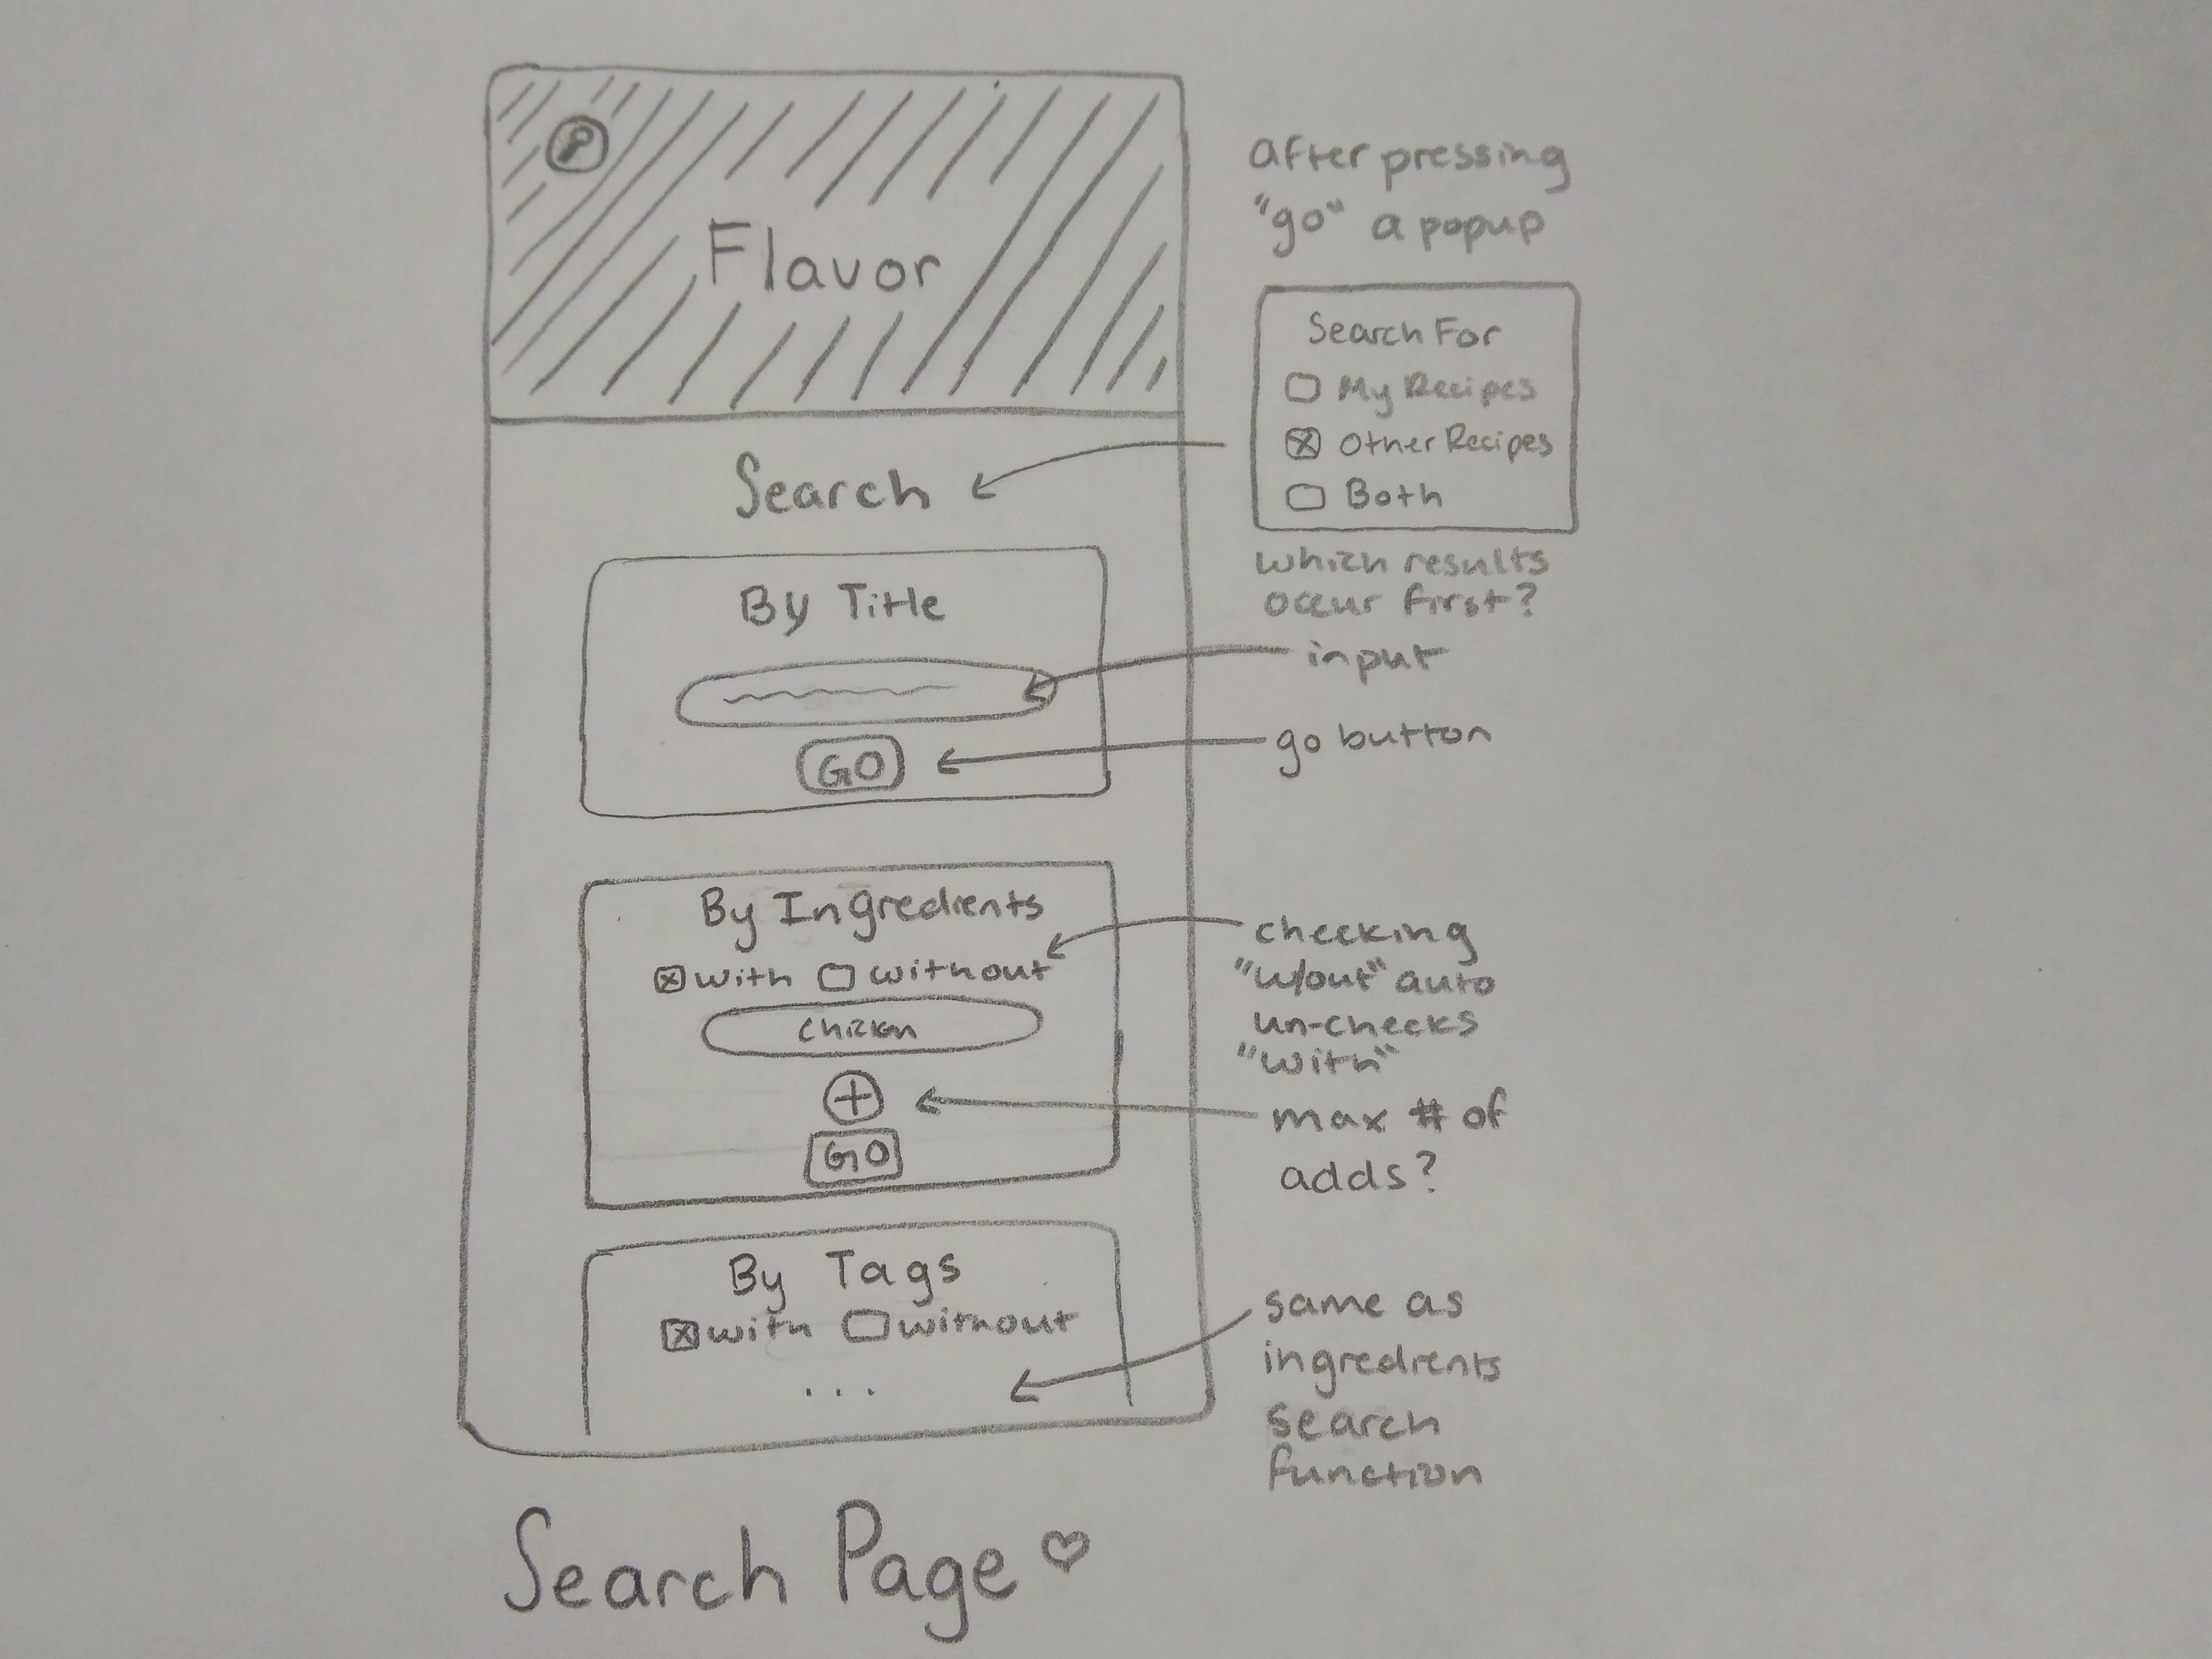 Flavor
Search
By Title
GO
By Ingredients
with without
chicken
GO
By Tags
with without
...
Search Page
after pressing
"go" a popup
Search For
My Recipes
Other Recipes
Both
which results
occur first?
input
go button
checking
"w/out" auto
un-checks
"with"
max # of
adds?
same as
ingredients
search
function